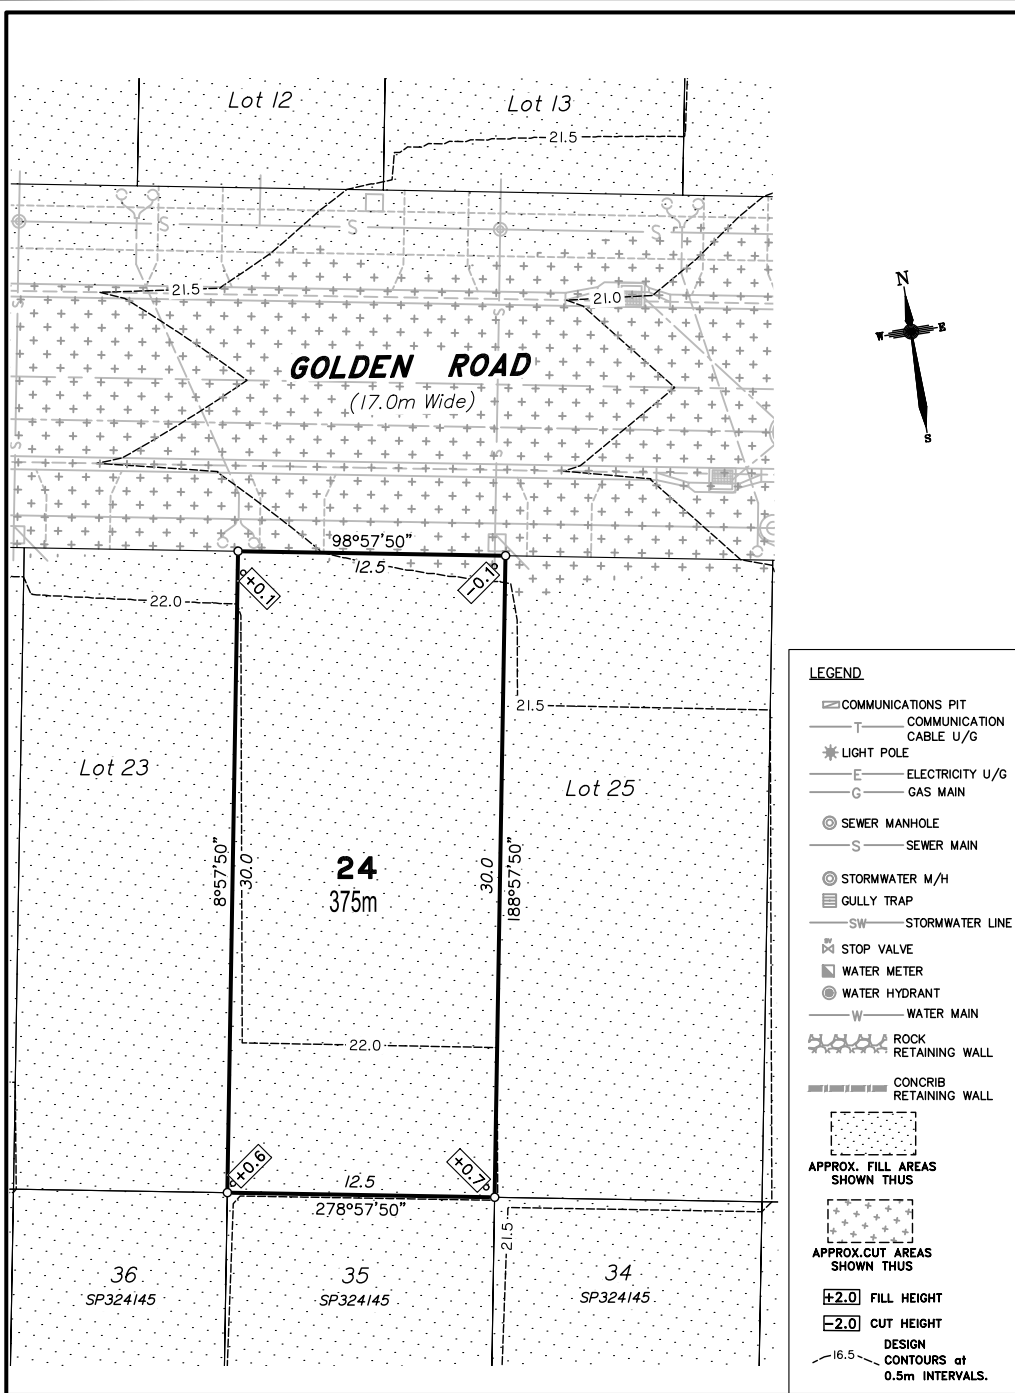 Lot 12
Lot 13
21.5
S
S
S
21.5
21.0
S
S
N
W
E
S
GOLDEN ROAD
(17.0m Wide)
S
S
98°57'50"
12.5
+0.1
-0.1
22.0
21.5
Lot 23
Lot 25
8°57'50"
30.0
24
375m
30.0
188°57'50"
22.0
+0.6
+0.7
12.5
278°57'50"
21.5
36
SP324145
35
SP324145
34
SP324145
LEGEND
COMMUNICATIONS PIT
T COMMUNICATION
CABLE U/G
LIGHT POLE
E ELECTRICITY U/G
G GAS MAIN
SEWER MANHOLE
S SEWER MAIN
STORMWATER M/H
GULLY TRAP
SW STORMWATER LINE
SV
STOP VALVE
WATER METER
WATER HYDRANT
W WATER MAIN
ROCK
RETAINING WALL
CONCRIB
RETAINING WALL
APPROX. FILL AREAS
SHOWN THUS
APPROX.CUT AREAS
SHOWN THUS
+2.0 FILL HEIGHT
-2.0 CUT HEIGHT
DESIGN
16.5 CONTOURS at
0.5m INTERVALS.